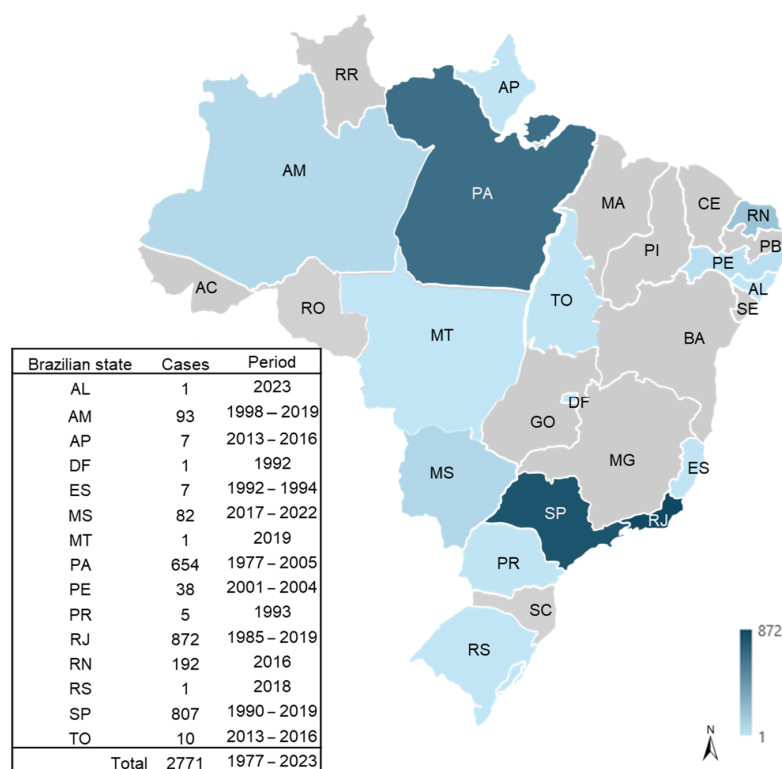 RR
AP
AM
PA
MA
CE
RN
PB
PI
PE
AL
SE
AC
RO
TO
BA
MT
DF
GO
MG
ES
MS
SP
RJ
PR
SC
RS
Brazilian state Cases Period
AL 1 2023
AM 93 1998 – 2019
AP 7 2013 – 2016
DF 1 1992
ES 7 1992 – 1994
MS 82 2017 – 2022
MT 1 2019
PA 654 1977 – 2005
PE 38 2001 – 2004
PR 5 1993
RJ 872 1985 – 2019
RN 192 2016
RS 1 2018
SP 807 1990 – 2019
TO 10 2013 – 2016
Total 2771 1977 – 2023
872
1
N